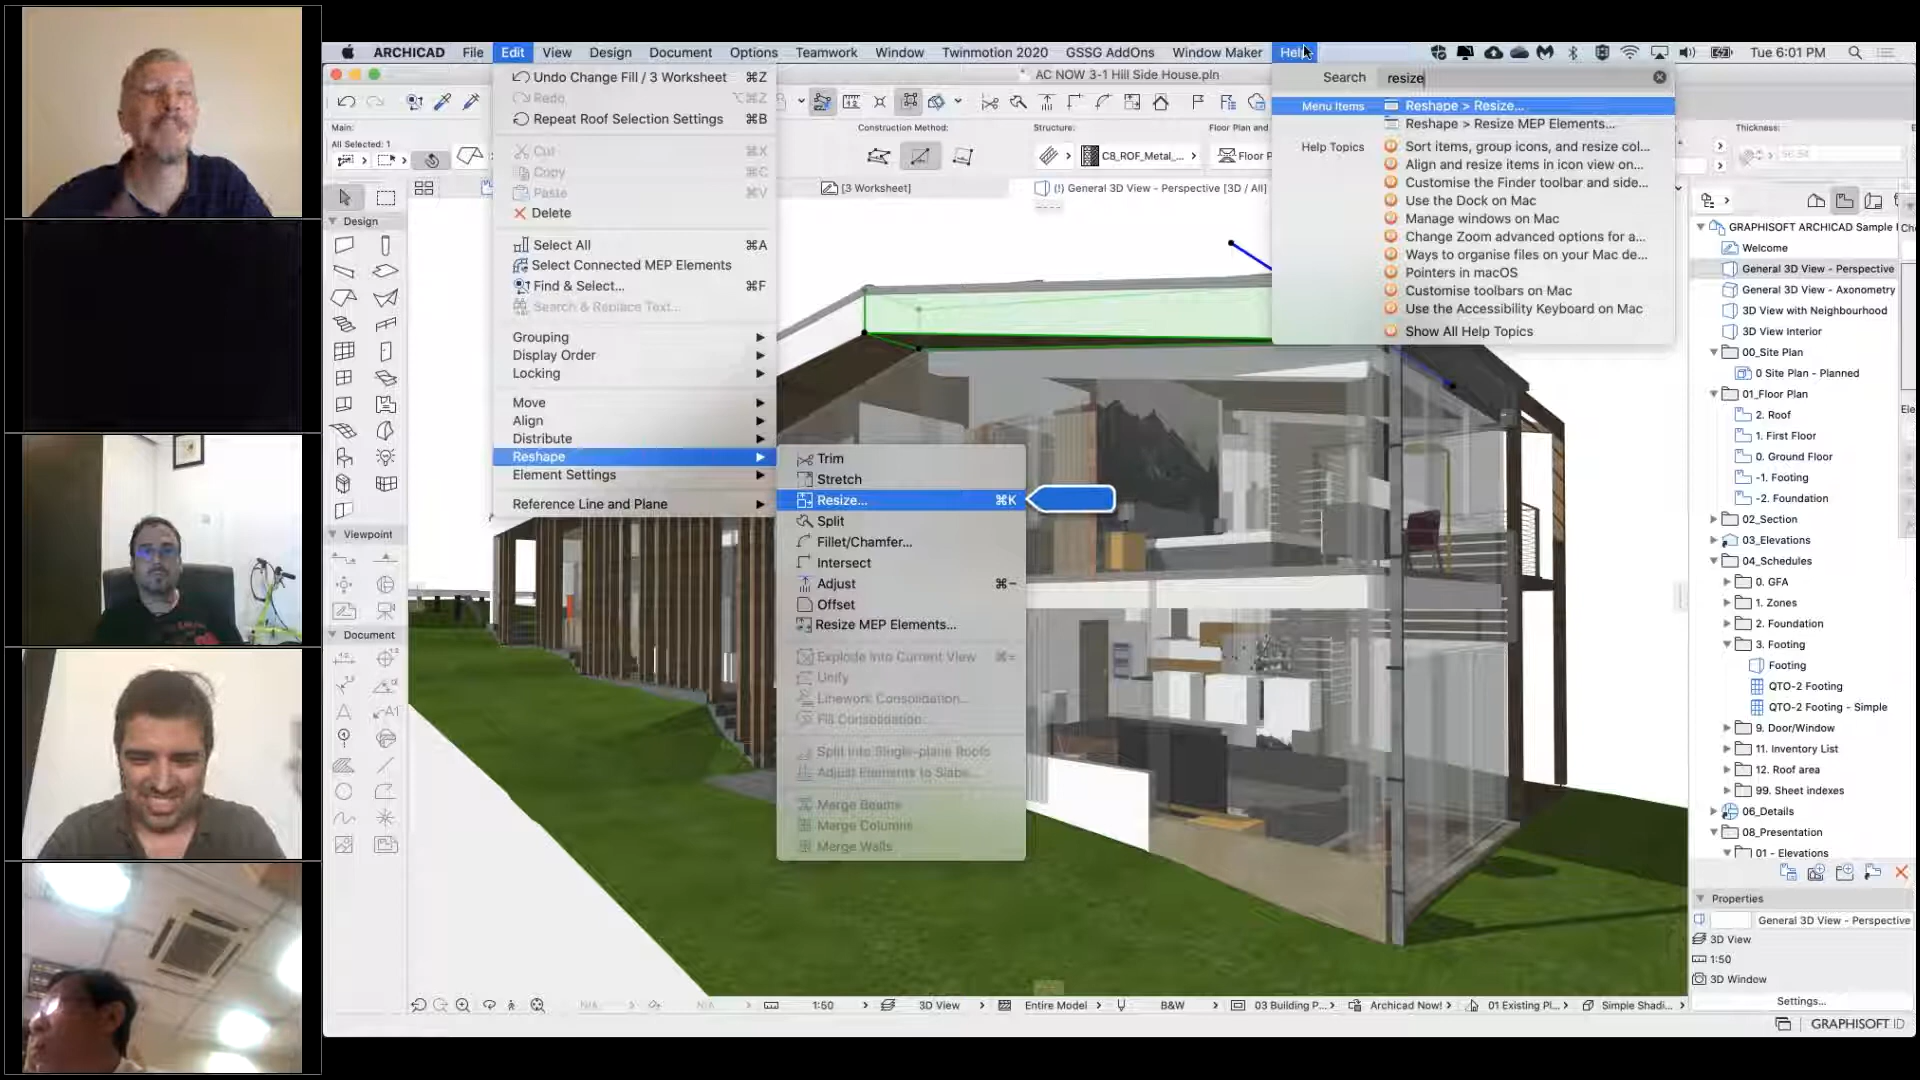 ARCHICAD File Edit View Design Document Options Teamwork Window Twinmotion 2020 GSSG AddOns Window Maker Help
Tue 6:01 PM
AC NOW 3-1 Hill Side House.pln
Main:
All Selected: 1
Construction Method:
Structure:
C8_ROF_Metal_...
Floor Plan and
Floor P
Thickness:
[3 Worksheet]
(!) General 3D View - Perspective [3D / All]
Undo Change Fill / 3 Worksheet ⌘Z
Redo ⌥⌘Z
Repeat Roof Selection Settings ⌘B
Cut ⌘X
Copy ⌘C
Paste ⌘V
Delete
Select All ⌘A
Select Connected MEP Elements
Find & Select... ⌘F
Search & Replace Text...
Grouping
Display Order
Locking
Move
Align
Distribute
Reshape
Element Settings
Reference Line and Plane
Trim
Stretch
Resize... ⌘K
Split
Fillet/Chamfer...
Intersect
Adjust ⌘-
Offset
Resize MEP Elements...
Explode into Current View ⌘=
Unify
Linework Consolidation...
Fill Consolidation...
Split into Single-plane Roofs
Adjust Elements to Slabs...
Merge Beams
Merge Columns
Merge Walls
Search resize
Menu Items Reshape > Resize...
Reshape > Resize MEP Elements...
Help Topics Sort items, group icons, and resize col...
Align and resize items in icon view on...
Customise the Finder toolbar and side...
Use the Dock on Mac
Manage windows on Mac
Change Zoom advanced options for a...
Ways to organise files on your Mac de...
Pointers in macOS
Customise toolbars on Mac
Use the Accessibility Keyboard on Mac
Show All Help Topics
Design
Viewpoint
Document
GRAPHISOFT ARCHICAD Sample
Welcome
General 3D View - Perspective
General 3D View - Axonometry
3D View with Neighbourhood
3D View Interior
00_Site Plan
0 Site Plan - Planned
01_Floor Plan
2. Roof
1. First Floor
0. Ground Floor
-1. Footing
-2. Foundation
02_Section
03_Elevations
04_Schedules
0. GFA
1. Zones
2. Foundation
3. Footing
Footing
QTO-2 Footing
QTO-2 Footing - Simple
9. Door/Window
11. Inventory List
12. Roof area
99. Sheet indexes
06_Details
08_Presentation
01 - Elevations
Properties
General 3D View - Perspective
3D View
1:50
3D Window
Settings...
N/A N/A 1:50 3D View Entire Model B&W 03 Building P... Archicad Now! 01 Existing Pl... Simple Shadi...
GRAPHISOFT ID